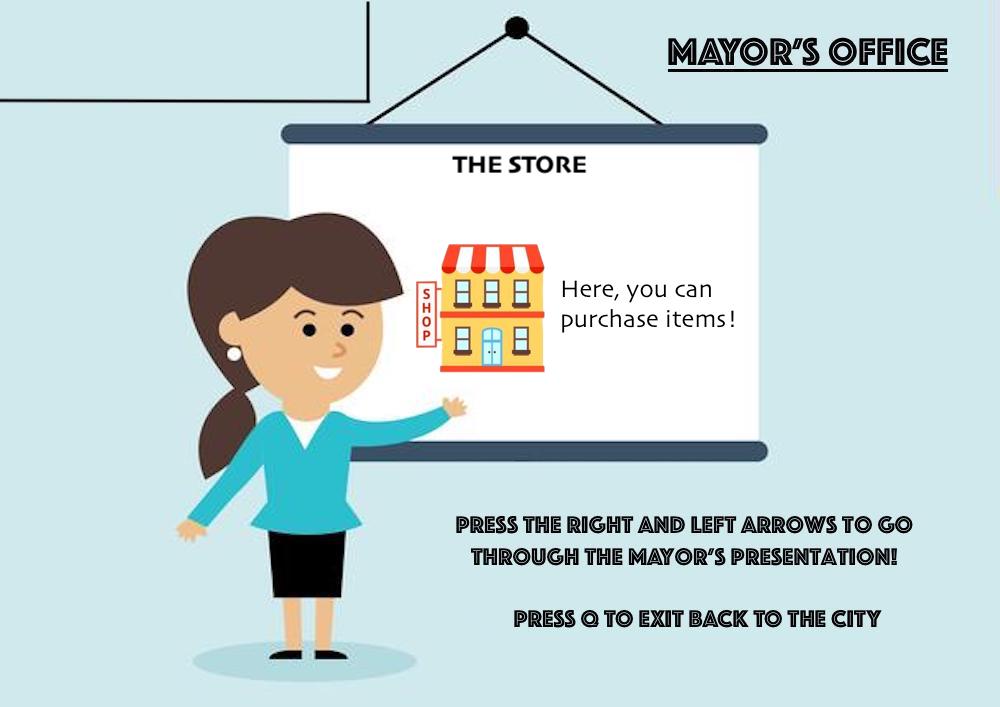 MAYOR'S OFFICE
THE STORE
SHOP
Here, you can
purchase items!
PRESS THE RIGHT AND LEFT ARROWS TO GO
THROUGH THE MAYOR'S PRESENTATION!
PRESS Q TO EXIT BACK TO THE CITY